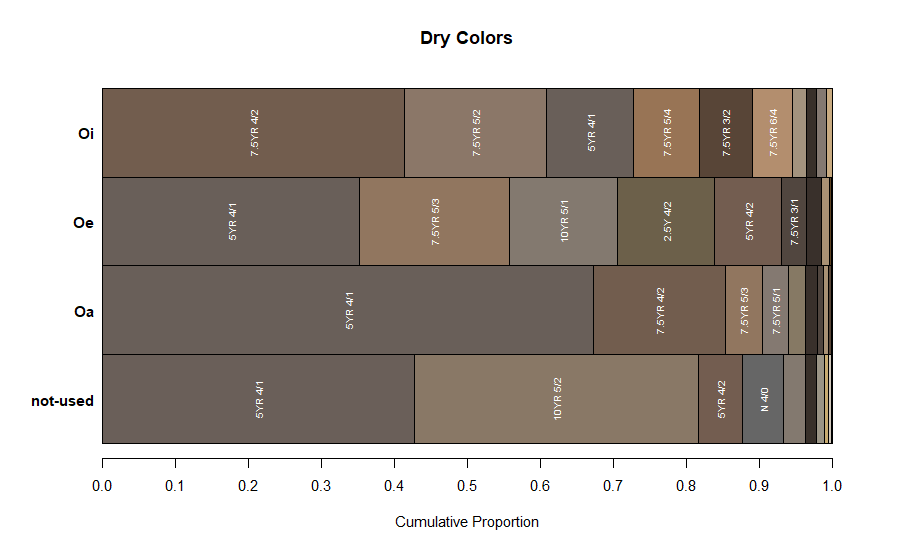 Dry Colors
Oi
7.5YR 4/2
7.5YR 5/2
5YR 4/1
7.5YR 5/4
7.5YR 3/2
7.5YR 6/4
Oe
5YR 4/1
7.5YR 5/3
10YR 5/1
2.5Y 4/2
5YR 4/2
7.5YR 3/1
Oa
5YR 4/1
7.5YR 4/2
7.5YR 5/3
7.5YR 5/1
not-used
5YR 4/1
10YR 5/2
5YR 4/2
N 4/0
0.0 0.1 0.2 0.3 0.4 0.5 0.6 0.7 0.8 0.9 1.0
Cumulative Proportion